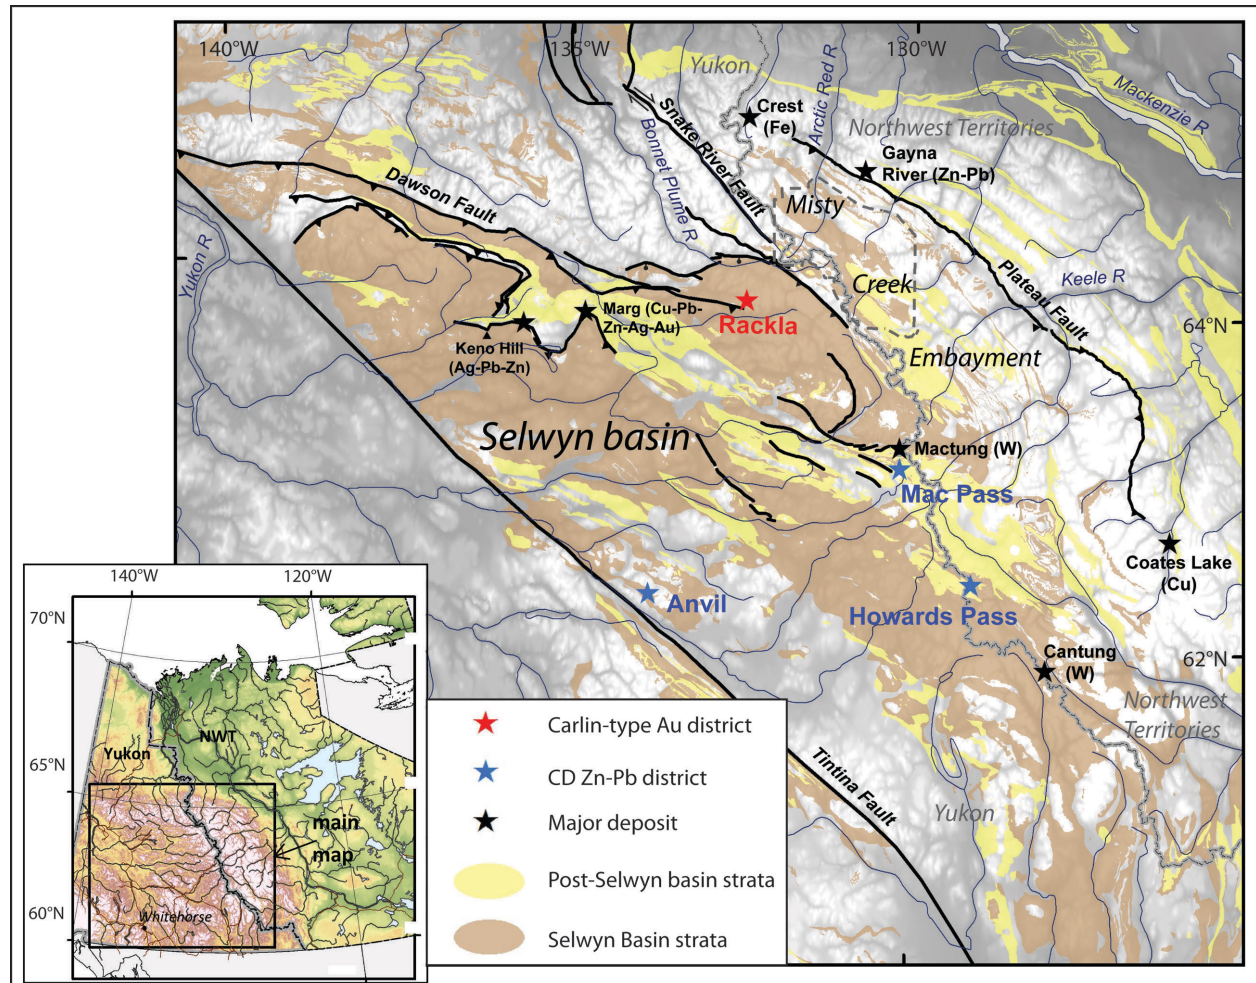 140°W
135°W
130°W
Yukon
Mackenzie R
Crest
(Fe)
Arctic Red R
Northwest Territories
Snake River Fault
Bonnet Plume R
Gayna
River (Zn-Pb)
Dawson Fault
Misty
Yukon R
Plateau Fault
Keele R
Creek
Rackla
Marg (Cu-Pb-
Zn-Ag-Au)
64°N
Keno Hill
(Ag-Pb-Zn)
Embayment
Selwyn basin
Mactung (W)
Mac Pass
Coates Lake
(Cu)
Anvil
Howards Pass
Cantung
(W)
62°N
Northwest
Territories
Tintina Fault
Yukon
140°W
120°W
70°N
65°N
60°N
Yukon
NWT
main
map
Whitehorse
Carlin-type Au district
CD Zn-Pb district
Major deposit
Post-Selwyn basin strata
Selwyn Basin strata